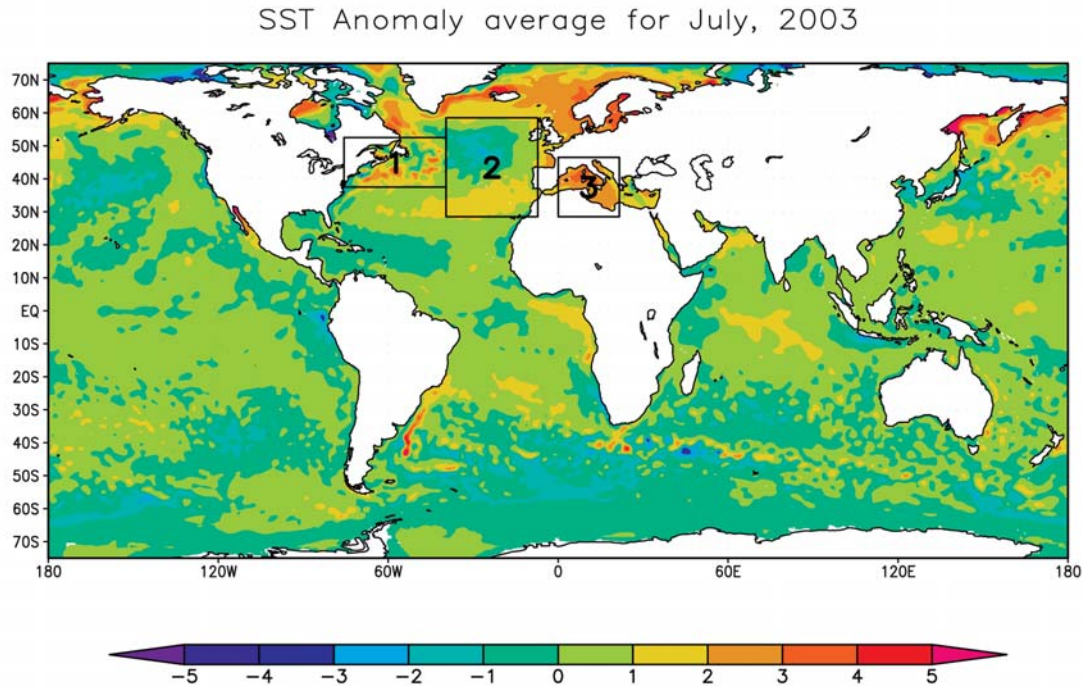 SST Anomaly average for July, 2003
70N
60N
50N
40N
30N
20N
10N
EQ
10S
20S
30S
40S
50S
60S
70S
1
2
3
180 120W 60W 0 60E 120E 180
-5 -4 -3 -2 -1 0 1 2 3 4 5